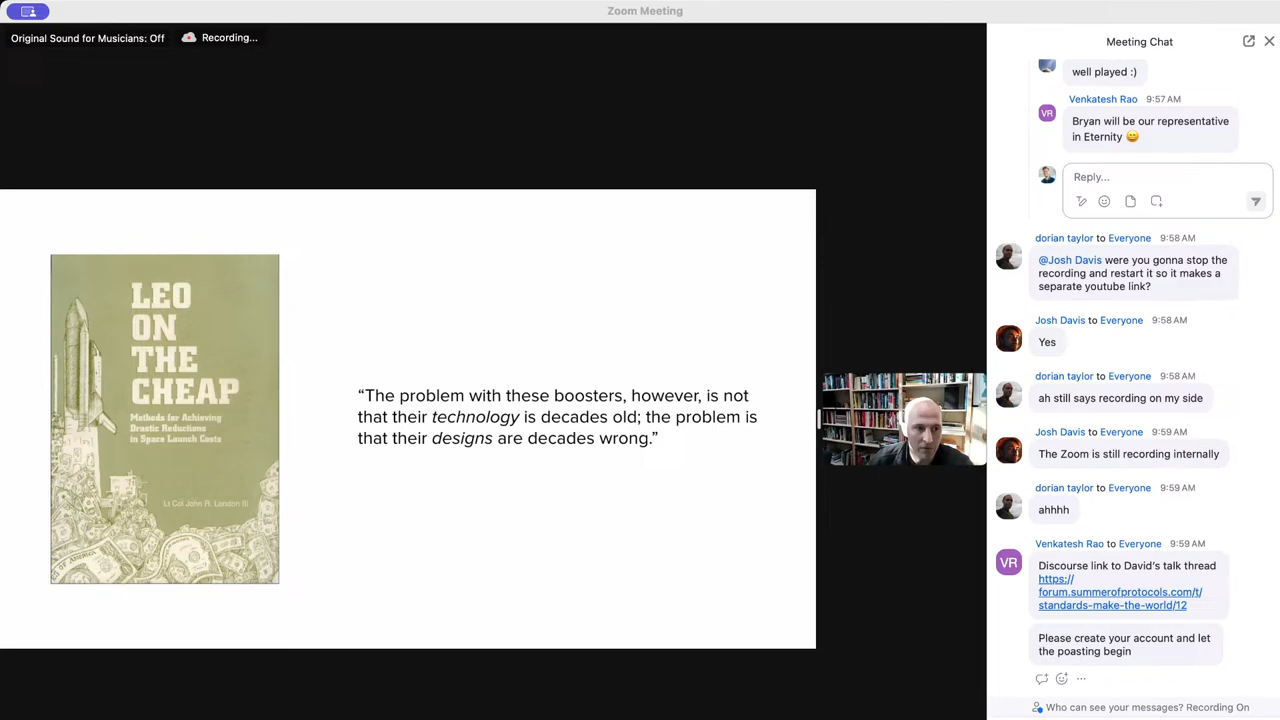 Zoom Meeting
Original Sound for Musicians: Off
Recording...
LEO
ON
THE
CHEAP
Methods for Achieving
Drastic Reductions
in Space Launch Costs
Lt Col John R. London III
“The problem with these boosters, however, is not
that their technology is decades old; the problem is
that their designs are decades wrong.”
Meeting Chat
well played :)
Venkatesh Rao 9:57 AM
VR
Bryan will be our representative
in Eternity 😀
Reply...
dorian taylor to Everyone 9:58 AM
@Josh Davis were you gonna stop the
recording and restart it so it makes a
separate youtube link?
Josh Davis to Everyone 9:58 AM
Yes
dorian taylor to Everyone 9:58 AM
ah still says recording on my side
Josh Davis to Everyone 9:59 AM
The Zoom is still recording internally
dorian taylor to Everyone 9:59 AM
ahhhh
Venkatesh Rao to Everyone 9:59 AM
VR
Discourse link to David's talk thread
https://
forum.summerofprotocols.com/t/
standards-make-the-world/12
Please create your account and let
the poasting begin
Who can see your messages? Recording On